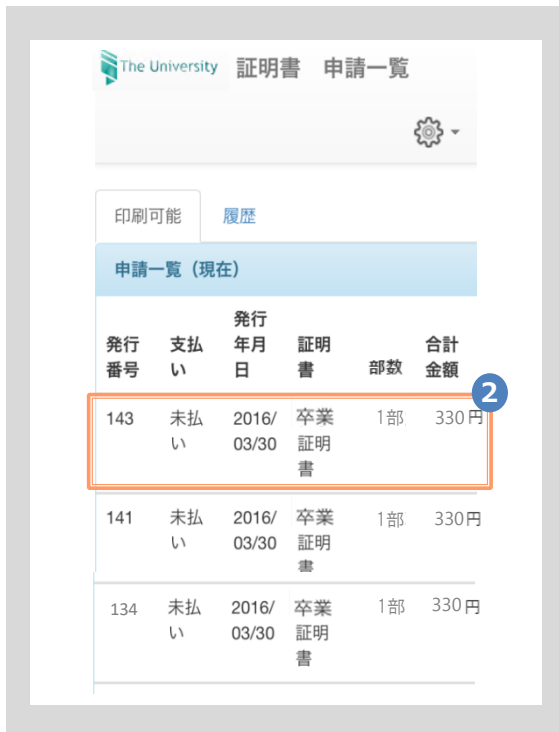 The University 証明書 申請一覧
印刷可能 履歴
申請一覧（現在）
発行番号 支払い 発行年月日 証明書 部数 合計金額
2
143 未払い 2016/03/30 卒業証明書 1部 330円
141 未払い 2016/03/30 卒業証明書 1部 330円
134 未払い 2016/03/30 卒業証明書 1部 330円